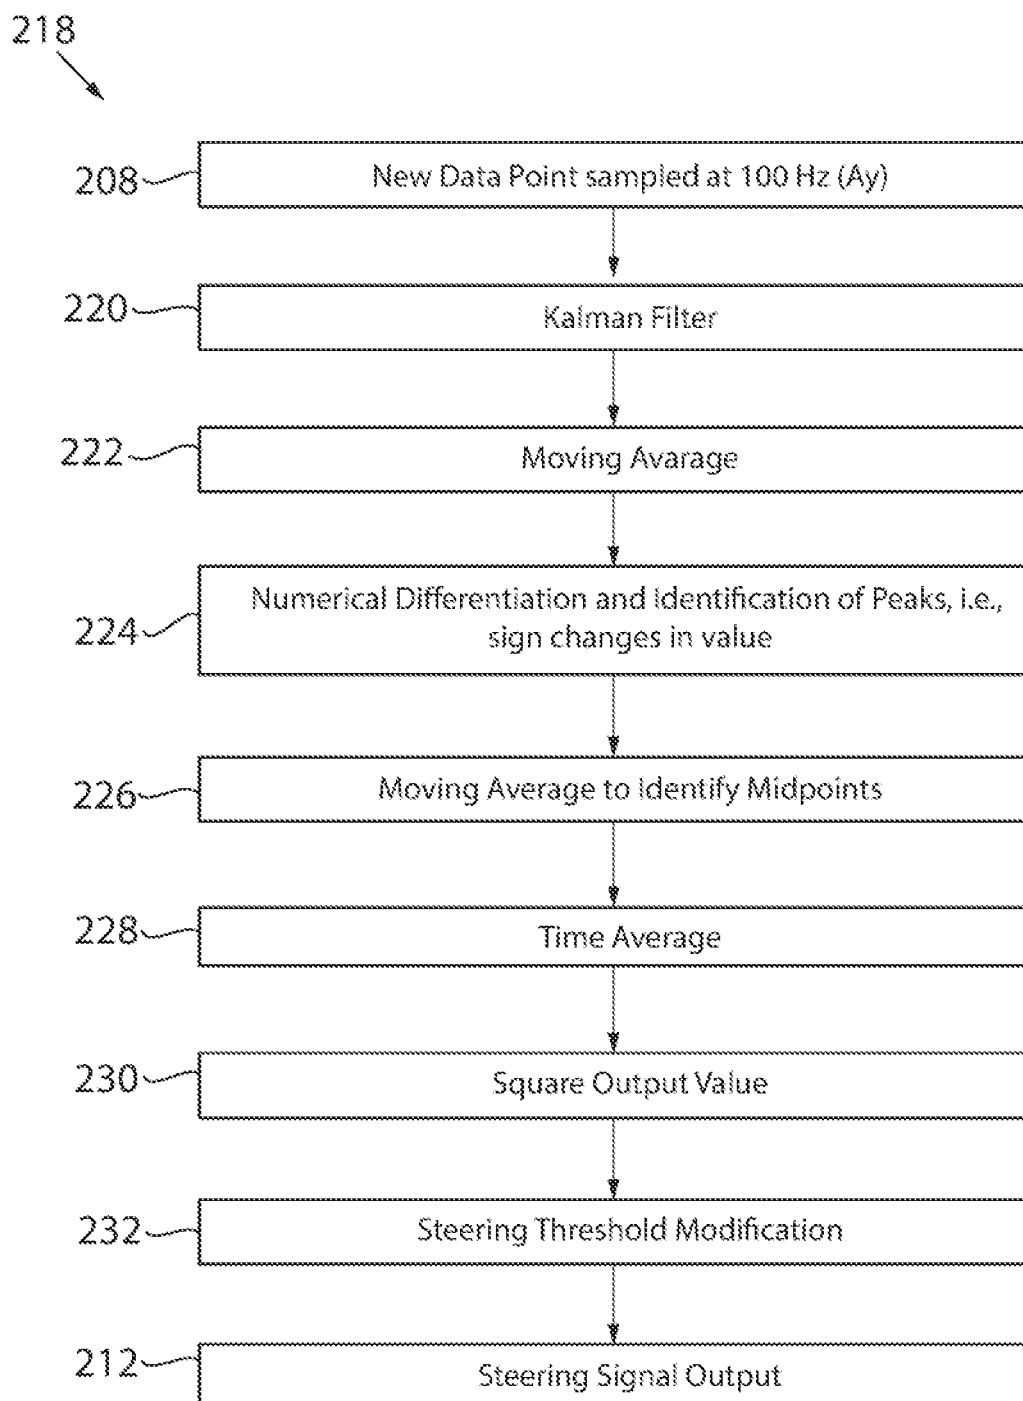 218
208
New Data Point sampled at 100 Hz (Ay)
220
Kalman Filter
222
Moving Avarage
224
Numerical Differentiation and Identification of Peaks, i.e.,
sign changes in value
226
Moving Average to Identify Midpoints
228
Time Average
230
Square Output Value
232
Steering Threshold Modification
212
Steering Signal Output